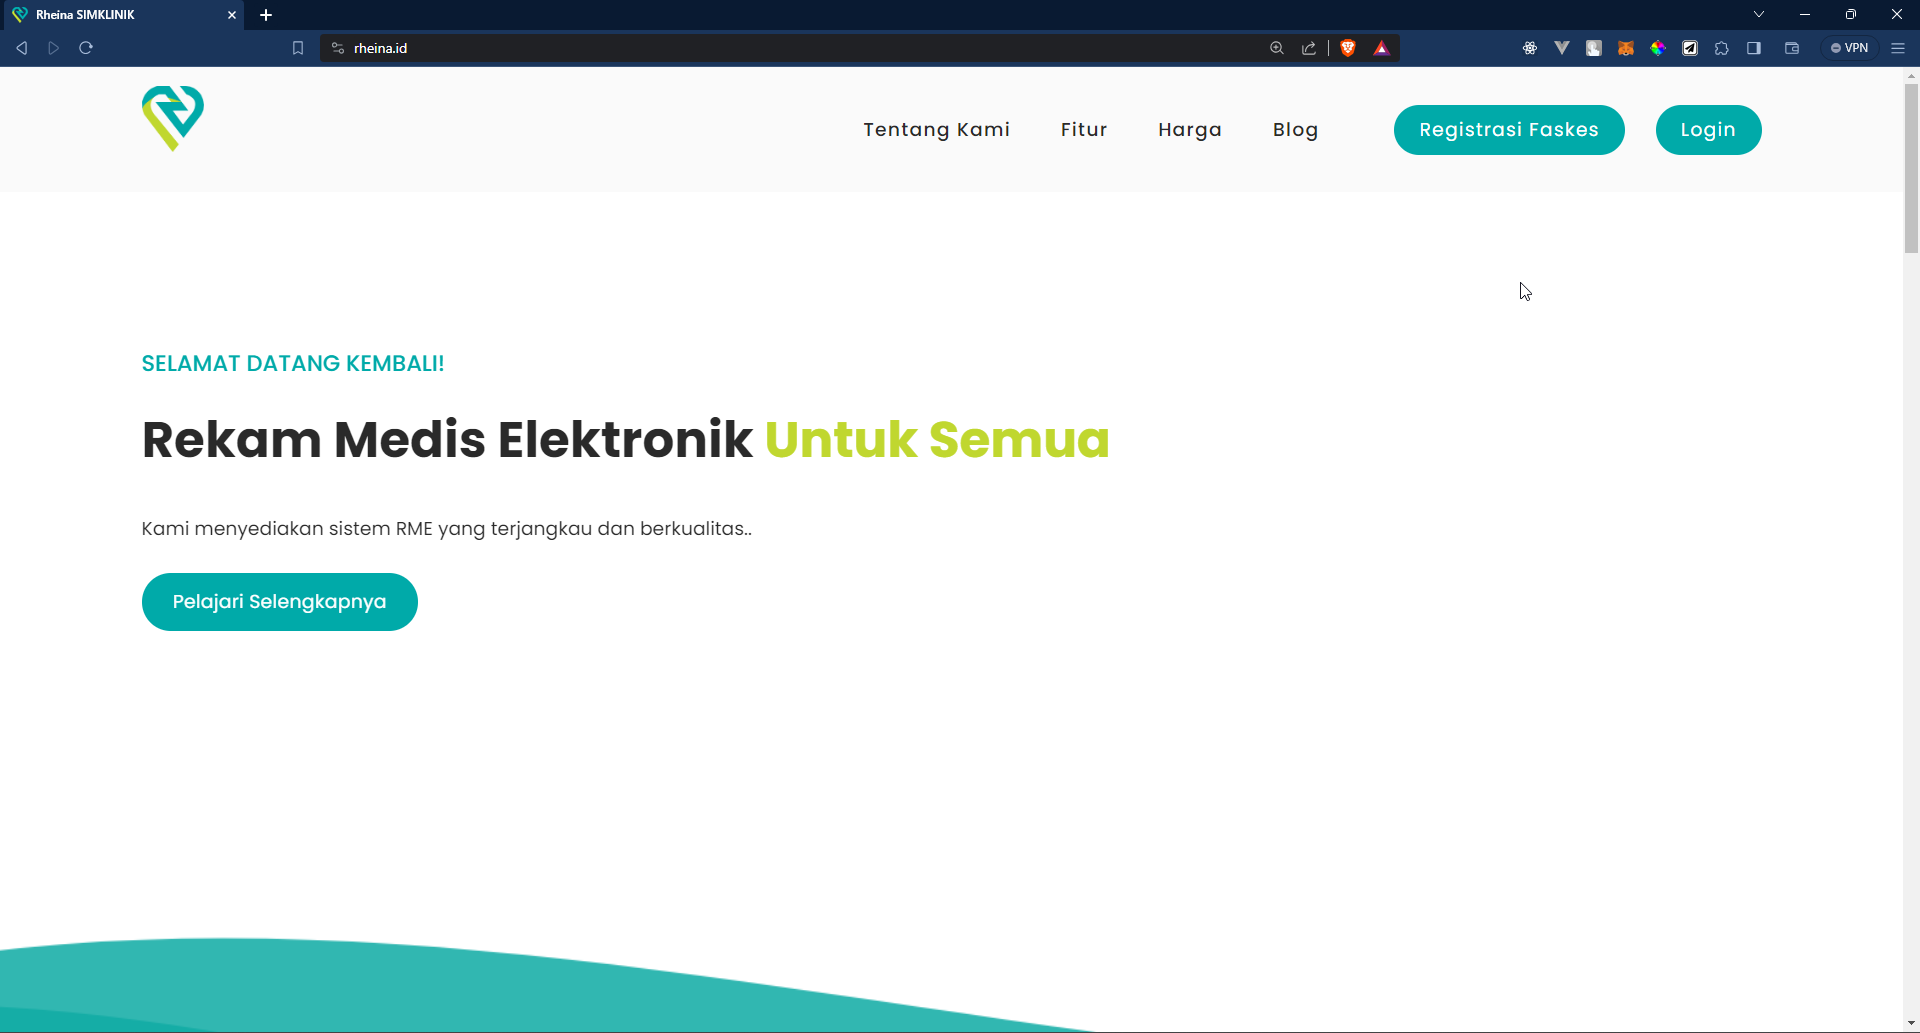 Rheina SIMKLINIK
rheina.id
VPN
Tentang Kami
Fitur
Harga
Blog
Registrasi Faskes
Login
SELAMAT DATANG KEMBALI!
Rekam Medis Elektronik Untuk Semua
Kami menyediakan sistem RME yang terjangkau dan berkualitas..
Pelajari Selengkapnya